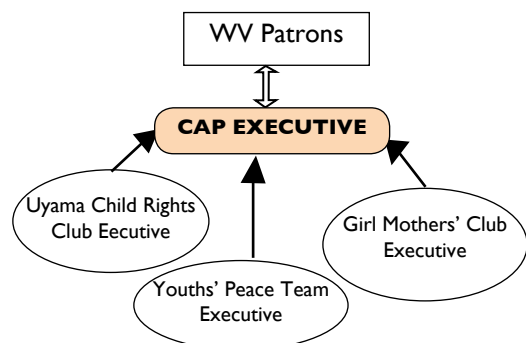 WV Patrons
CAP EXECUTIVE
Uyama Child Rights
Club Eecutive
Girl Mothers' Club
Executive
Youths' Peace Team
Executive